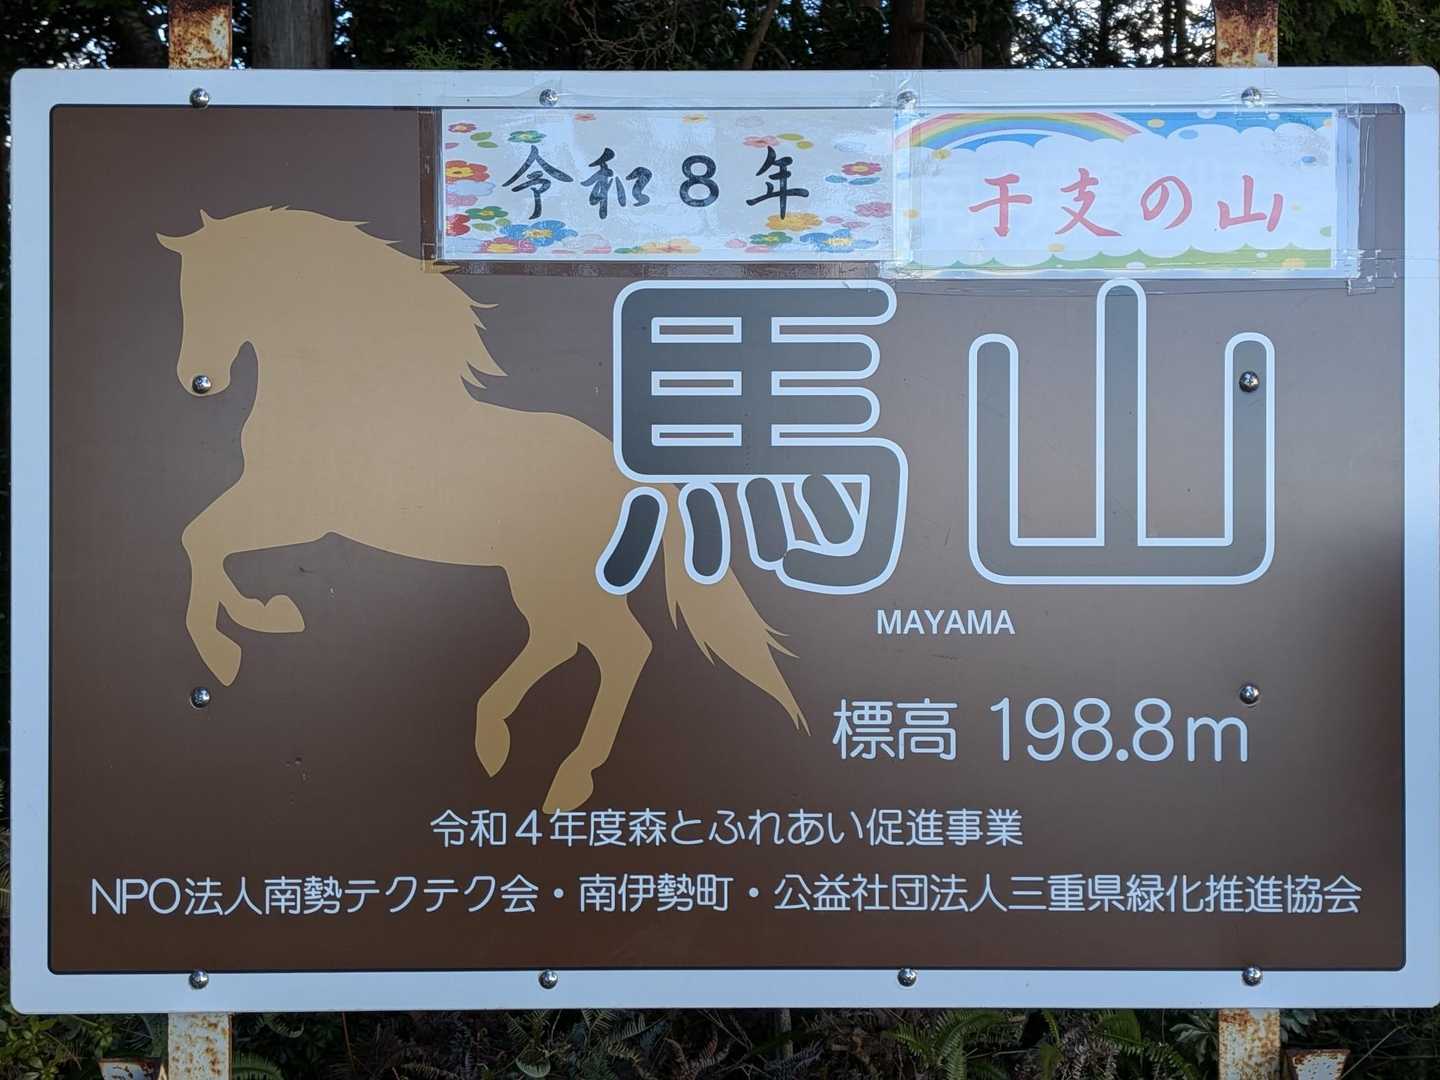 令和8年
干支の山
馬山
MAYAMA
標高 198.8m
令和4年度森とふれあい促進事業
NPO法人南勢テクテク会・南伊勢町・公益社団法人三重県緑化推進協会